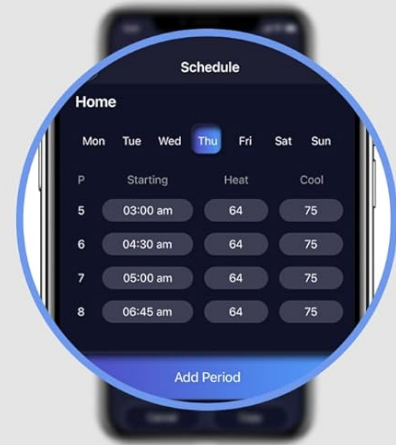 Schedule
Home
Mon Tue Wed Thu Fri Sat Sun
P Starting Heat Cool
5 03:00 am 64 75
6 04:30 am 64 75
7 05:00 am 64 75
8 06:45 am 64 75
Add Period